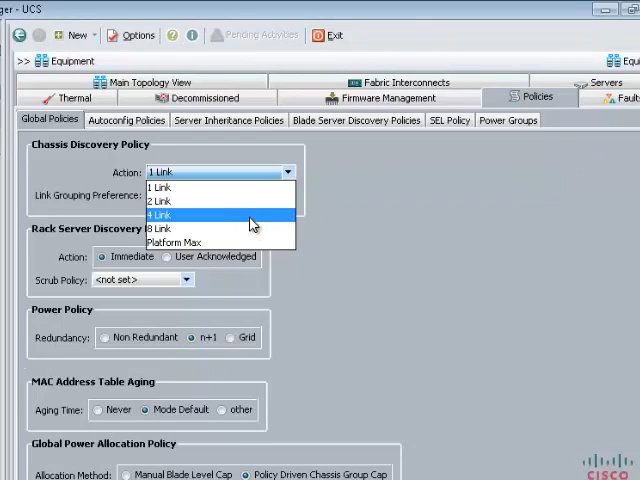 ger - UCS
New Options Pending Activities Exit
>> Equipment Equi
Main Topology View Fabric Interconnects Servers
Thermal Decommissioned Firmware Management Policies Faults
Global Policies Autoconfig Policies Server Inheritance Policies Blade Server Discovery Policies SEL Policy Power Groups
Chassis Discovery Policy
Action: 1 Link
1 Link
Link Grouping Preference:
2 Link
4 Link
Rack Server Discovery
8 Link
Platform Max
Action: Immediate User Acknowledged
Scrub Policy: <not set>
Power Policy
Redundancy: Non Redundant n+1 Grid
MAC Address Table Aging
Aging Time: Never Mode Default other
Global Power Allocation Policy
Allocation Method: Manual Blade Level Cap Policy Driven Chassis Group Cap
CISCO